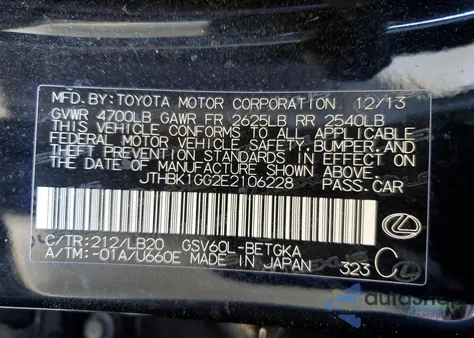 MFD. BY: TOYOTA MOTOR CORPORATION 12/13
GVWR 4700LB GAWR FR 2625LB RR 2540LB
THIS VEHICLE CONFORMS TO ALL APPLICABLE
FEDERAL MOTOR VEHICLE SAFETY, BUMPER, AND
THEFT PREVENTION STANDARDS IN EFFECT ON
THE DATE OF MANUFACTURE SHOWN ABOVE.
JTHBK1GG2E2106228 PASS.CAR
C/TR:212/LB20 GSV60L-BETGKA
A/TM:-01A/U660E MADE IN JAPAN 323 C